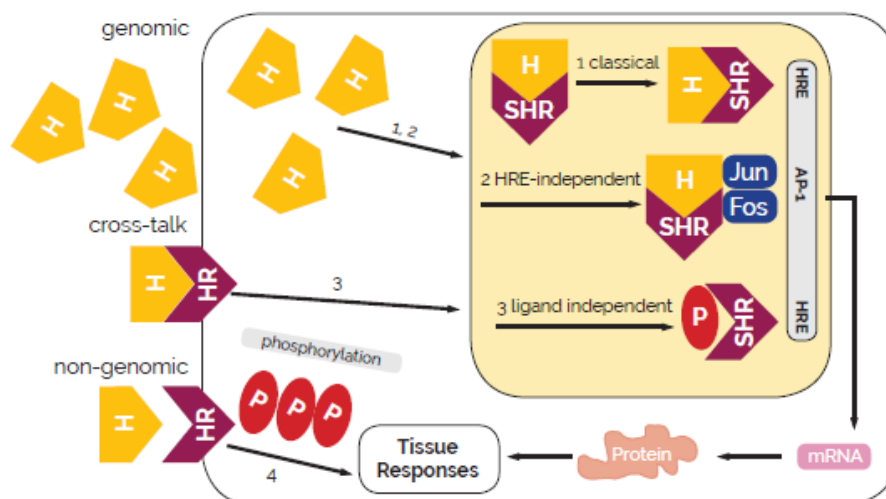 genomic
H
H
H
H
H
H
H
SHR
1 classical
H
SHR
HRE
1, 2
2 HRE-independent
H
SHR
Jun
Fos
AP-1
cross-talk
H
HR
3
3 ligand independent
P
SHR
HRE
phosphorylation
non-genomic
H
HR
P
P
P
4
Tissue
Responses
Protein
mRNA